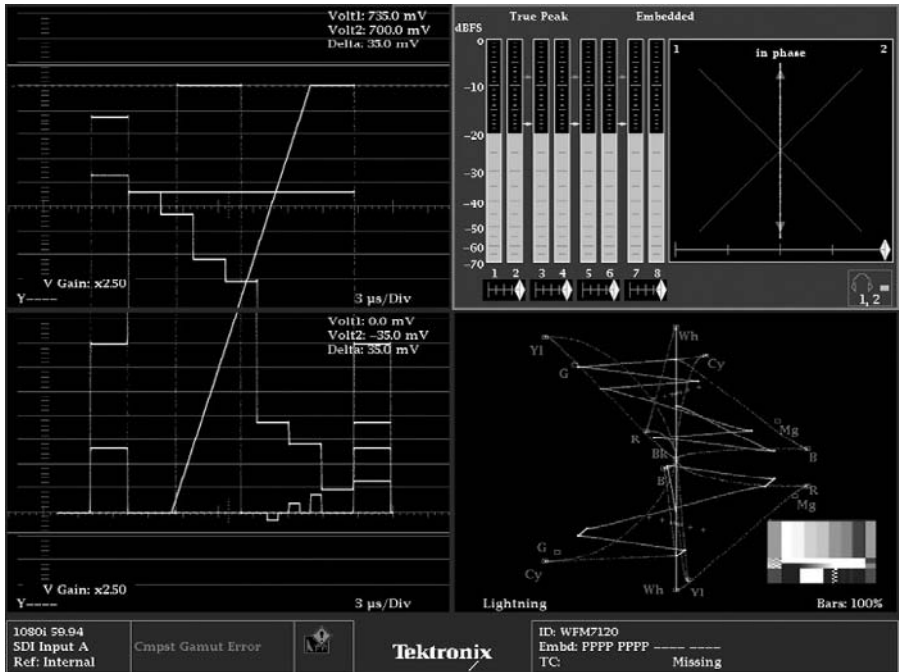 Volt1: 735.0 mV
Volt2: 700.0 mV
Delta: 35.0 mV
V Gain: x2.50
Y----
3 µs/Div
True Peak
Embedded
dBFS
0
-10
-20
-30
-40
-50
-60
-70
1 2 3 4 5 6 7 8
1
in phase
2
1, 2
Volt1: 0.0 mV
Volt2: -35.0 mV
Delta: 35.0 mV
V Gain: x2.50
Y----
3 µs/Div
Wh
Yl
Cy
G
Mg
R
B
Bk
B
R
Mg
G
Cy
Wh
Yl
Lightning
Bars: 100%
1080i 59.94
SDI Input A
Ref: Internal
Cmpst Gamut Error
Tektronix
ID: WFM7120
Embd: PPPP PPPP ---- ----
TC: Missing